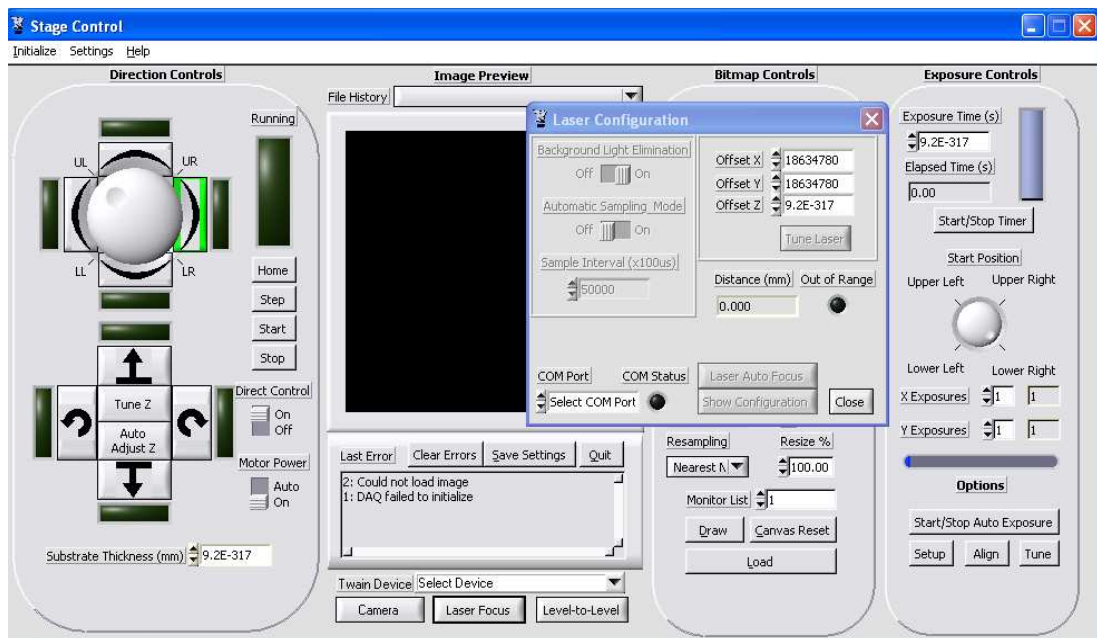 Stage Control
Initialize Settings Help
Direction Controls
Running
UL UR
LL LR
Home
Step
Start
Stop
Tune Z
Auto
Adjust Z
Direct Control
On
Off
Motor Power
Auto
On
Substrate Thickness (mm) 9.2E-317
Image Preview
File History
Last Error Clear Errors Save Settings Quit
2: Could not load image
1: DAQ failed to initialize
Twain Device Select Device
Camera Laser Focus Level-to-Level
Bitmap Controls
Laser Configuration
Background Light Elimination
Off On
Automatic Sampling Mode
Off On
Sample Interval (x100us)
50000
Offset X 18634780
Offset Y 18634780
Offset Z 9.2E-317
Tune Laser
Distance (mm) Out of Range
0.000
COM Port COM Status
Select COM Port
Laser Auto Focus
Show Configuration Close
Resampling Resize %
Nearest N 100.00
Monitor List 1
Draw Canvas Reset
Load
Exposure Controls
Exposure Time (s)
9.2E-317
Elapsed Time (s)
0.00
Start/Stop Timer
Start Position
Upper Left Upper Right
Lower Left Lower Right
X Exposures 1 1
Y Exposures 1 1
Options
Start/Stop Auto Exposure
Setup Align Tune